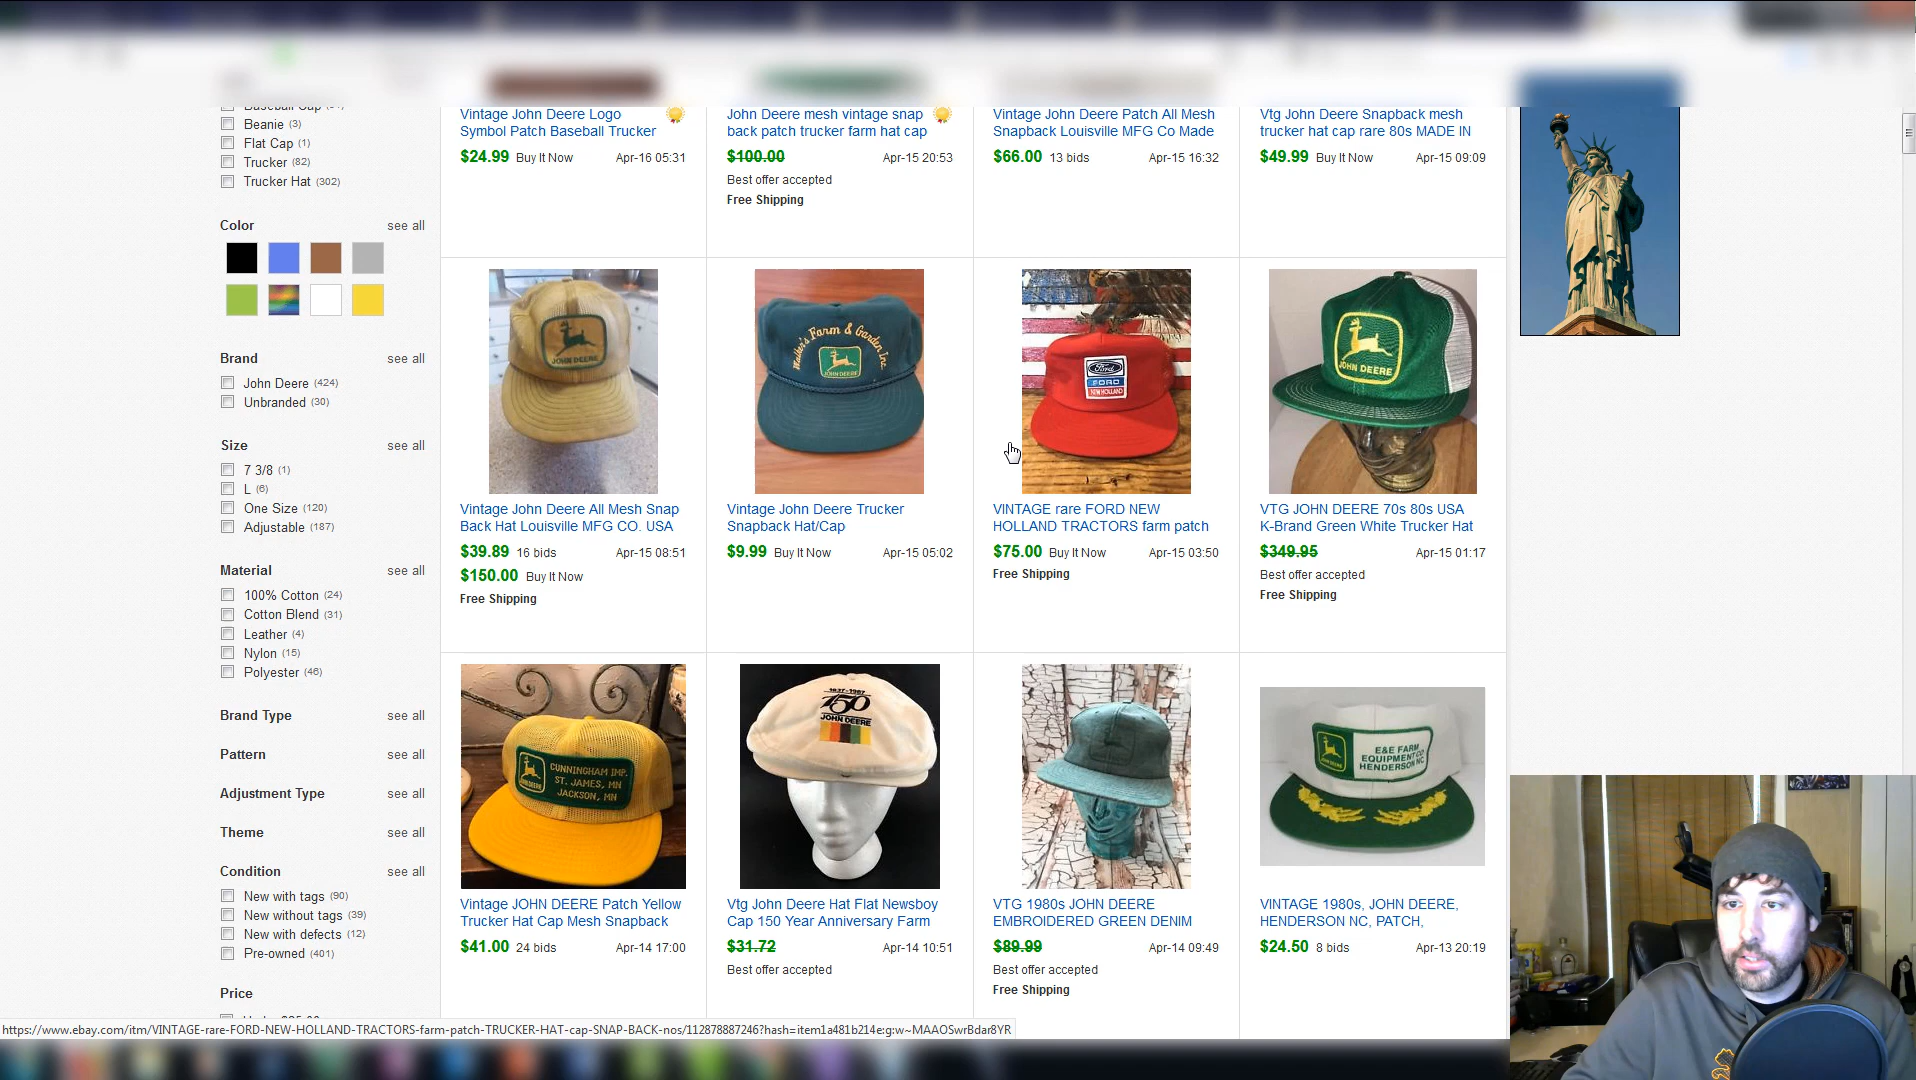 Baseball Cap
Beanie (3)
Flat Cap (1)
Trucker (82)
Trucker Hat (302)
Color see all
Brand see all
John Deere (424)
Unbranded (30)
Size see all
7 3/8 (1)
L (6)
One Size (120)
Adjustable (187)
Material see all
100% Cotton (24)
Cotton Blend (31)
Leather (4)
Nylon (15)
Polyester (46)
Brand Type see all
Pattern see all
Adjustment Type see all
Theme see all
Condition see all
New with tags (90)
New without tags (39)
New with defects (12)
Pre-owned (401)
Price
Vintage John Deere Logo
Symbol Patch Baseball Trucker
$24.99 Buy It Now Apr-16 05:31
John Deere mesh vintage snap
back patch trucker farm hat cap
$100.00 Apr-15 20:53
Best offer accepted
Free Shipping
Vintage John Deere Patch All Mesh
Snapback Louisville MFG Co Made
$66.00 13 bids Apr-15 16:32
Vtg John Deere Snapback mesh
trucker hat cap rare 80s MADE IN
$49.99 Buy It Now Apr-15 09:09
JOHN DEERE
Vintage John Deere All Mesh Snap
Back Hat Louisville MFG CO. USA
$39.89 16 bids Apr-15 08:51
$150.00 Buy It Now
Free Shipping
Walker's Farm & Garden Inc.
JOHN DEERE
Vintage John Deere Trucker
Snapback Hat/Cap
$9.99 Buy It Now Apr-15 05:02
Ford
FORD
NEW HOLLAND
VINTAGE rare FORD NEW
HOLLAND TRACTORS farm patch
$75.00 Buy It Now Apr-15 03:50
Free Shipping
JOHN DEERE
VTG JOHN DEERE 70s 80s USA
K-Brand Green White Trucker Hat
$349.95 Apr-15 01:17
Best offer accepted
Free Shipping
JOHN DEERE
CUNNINGHAM IMP.
ST. JAMES, MN
JACKSON, MN
Vintage JOHN DEERE Patch Yellow
Trucker Hat Cap Mesh Snapback
$41.00 24 bids Apr-14 17:00
1837-1987
150
JOHN DEERE
Vtg John Deere Hat Flat Newsboy
Cap 150 Year Anniversary Farm
$31.72 Apr-14 10:51
Best offer accepted
VTG 1980s JOHN DEERE
EMBROIDERED GREEN DENIM
$89.99 Apr-14 09:49
Best offer accepted
Free Shipping
JOHN DEERE
E&E FARM
EQUIPMENT CO
HENDERSON NC
VINTAGE 1980s, JOHN DEERE,
HENDERSON NC, PATCH,
$24.50 8 bids Apr-13 20:19
https://www.ebay.com/itm/VINTAGE-rare-FORD-NEW-HOLLAND-TRACTORS-farm-patch-TRUCKER-HAT-cap-SNAP-BACK-nos/112878887246?hash=item1a481b214e:g:w~MAAOSwrBdar8YR